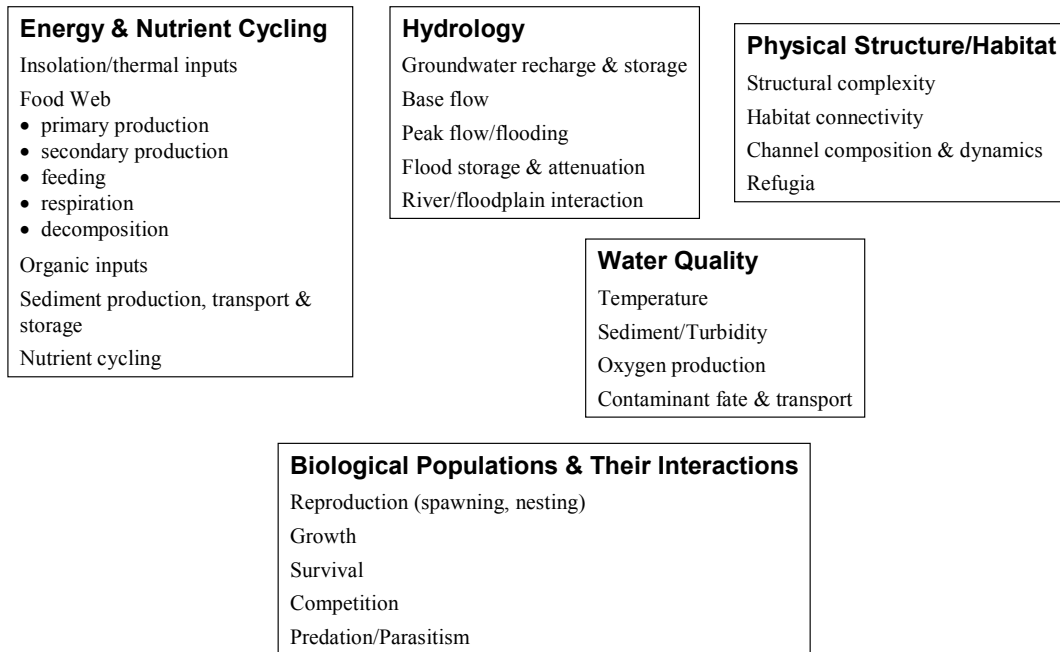 Energy & Nutrient Cycling
Insolation/thermal inputs
Food Web
• primary production
• secondary production
• feeding
• respiration
• decomposition
Organic inputs
Sediment production, transport &
storage
Nutrient cycling
Hydrology
Groundwater recharge & storage
Base flow
Peak flow/flooding
Flood storage & attenuation
River/floodplain interaction
Physical Structure/Habitat
Structural complexity
Habitat connectivity
Channel composition & dynamics
Refugia
Water Quality
Temperature
Sediment/Turbidity
Oxygen production
Contaminant fate & transport
Biological Populations & Their Interactions
Reproduction (spawning, nesting)
Growth
Survival
Competition
Predation/Parasitism